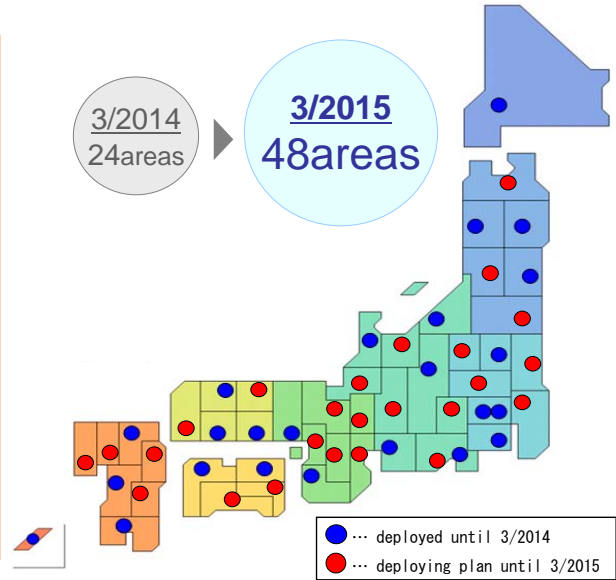 3/2014
24areas
3/2015
48areas
… deployed until 3/2014
… deploying plan until 3/2015